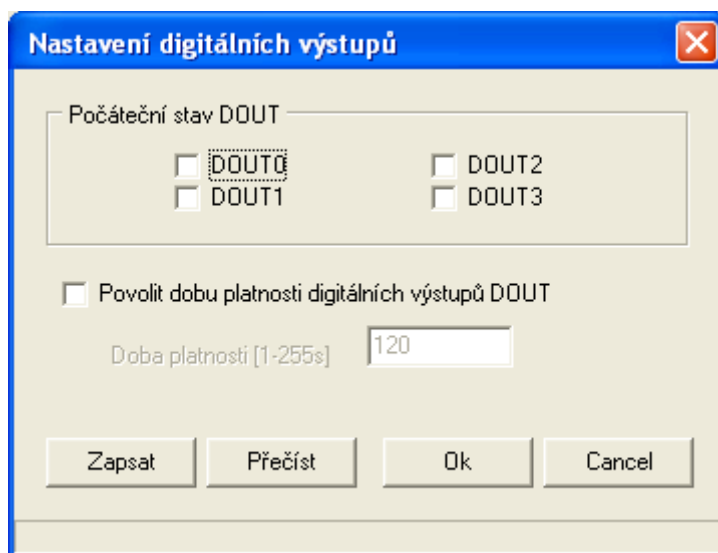 Nastavení digitálních výstupů
Počáteční stav DOUT
DOUT0 DOUT2
DOUT1 DOUT3
Povolit dobu platnosti digitálních výstupů DOUT
Doba platnosti [1-255s] 120
Zapsat Přečíst Ok Cancel